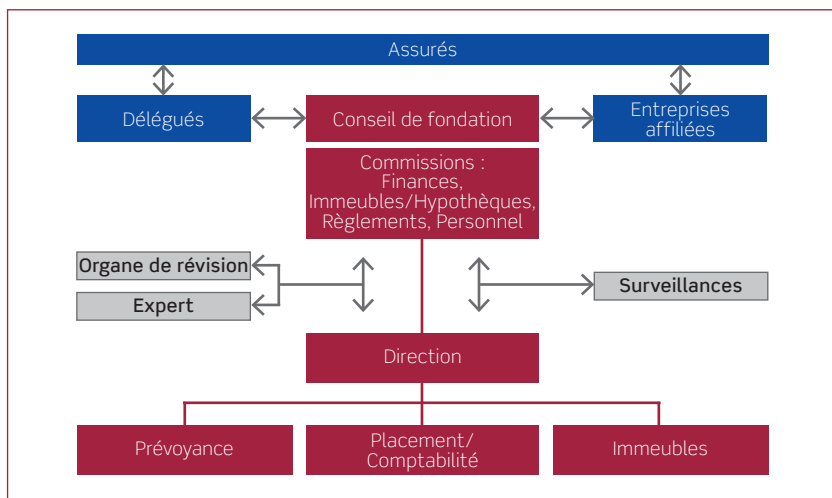 Assurés
Délégués
Conseil de fondation
Entreprises
affiliées
Commissions :
Finances,
Immeubles/Hypothèques,
Règlements, Personnel
Organe de révision
Expert
Surveillances
Direction
Prévoyance
Placement/
Comptabilité
Immeubles